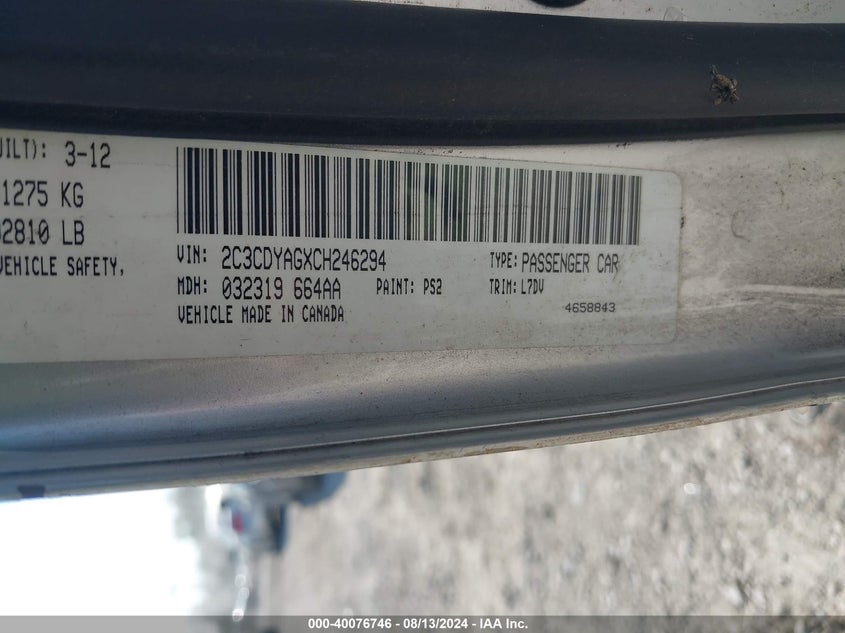 UILT): 3-12
1275 KG
2810 LB
VEHICLE SAFETY,
VIN: 2C3CDYAGXCH246294 TYPE: PASSENGER CAR
MDH: 032319 664AA PAINT: PS2 TRIM: L7DV
VEHICLE MADE IN CANADA 4658843
000-40076746 - 08/13/2024 - IAA Inc.